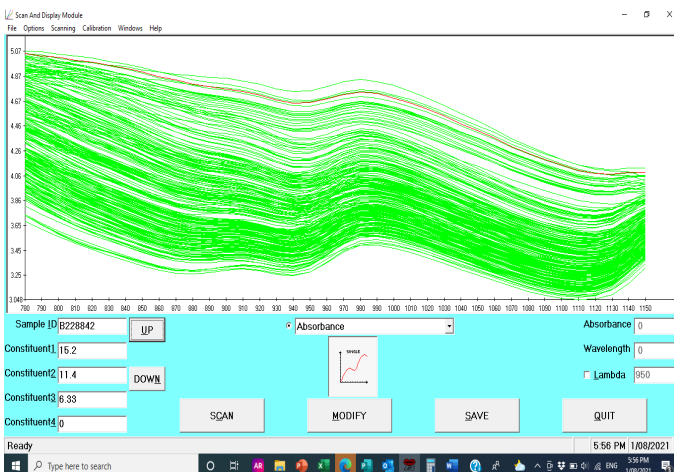 Scan And Display Module
File Options Scanning Calibration Windows Help
5.07
4.87
4.67
4.46
4.26
4.06
3.86
3.65
3.45
3.25
3.048
780 790 800 810 820 830 840 850 860 870 880 890 900 910 920 930 940 950 960 970 980 990 1000 1010 1020 1030 1040 1050 1060 1070 1080 1090 1100 1110 1120 1130 1140 1150
Sample ID B228842 UP Absorbance Absorbance 0
Constituent1 15.2 SINGLE Wavelength 0
Constituent2 11.4 DOWN Lambda 950
Constituent3 6.33
Constituent4 0 SCAN MODIFY SAVE QUIT
Ready 5:56 PM 1/08/2021
Type here to search AR ENG 5:56 PM
1/08/2021